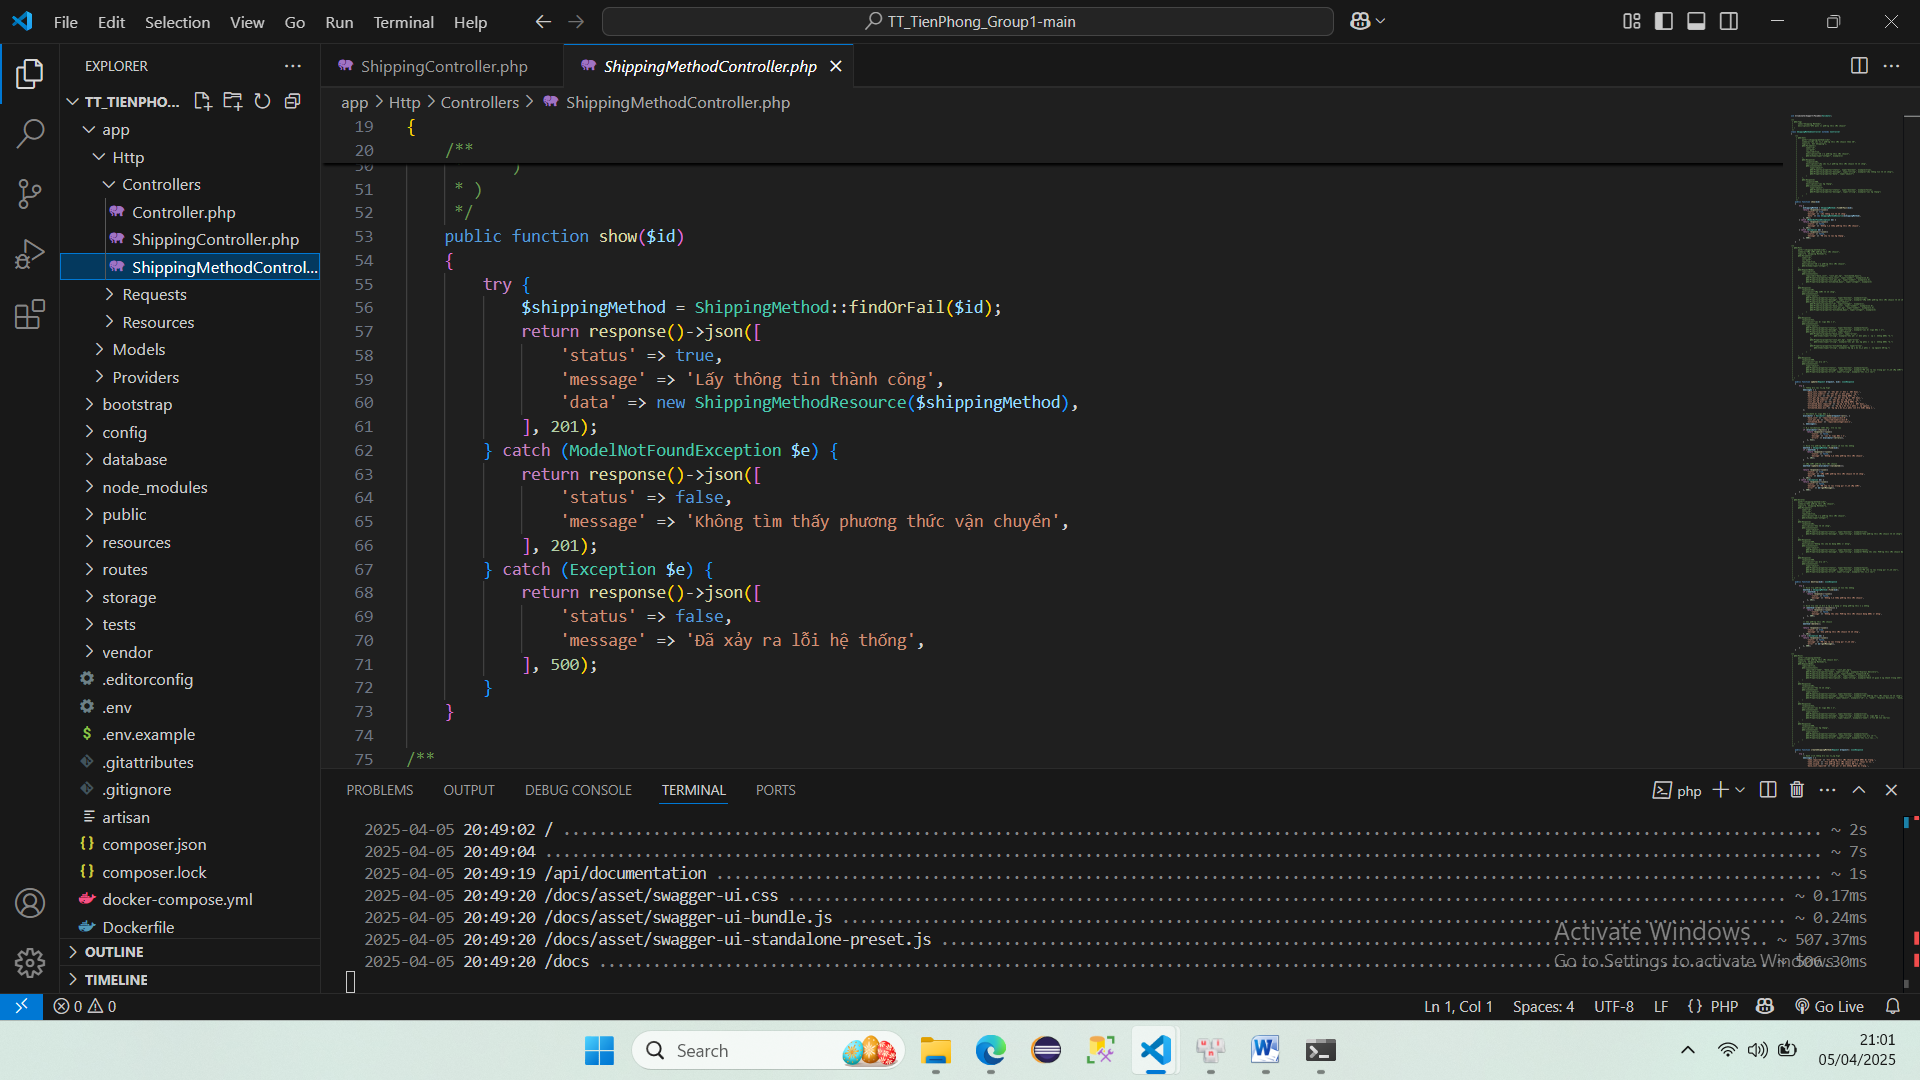 File Edit Selection View Go Run Terminal Help
TT_TienPhong_Group1-main
EXPLORER
TT_TIENPHO...
app
Http
Controllers
Controller.php
ShippingController.php
ShippingMethodControl...
Requests
Resources
Models
Providers
bootstrap
config
database
node_modules
public
resources
routes
storage
tests
vendor
.editorconfig
.env
.env.example
.gitattributes
.gitignore
artisan
composer.json
composer.lock
docker-compose.yml
Dockerfile
OUTLINE
TIMELINE
ShippingController.php
ShippingMethodController.php
app > Http > Controllers > ShippingMethodController.php
19 {
20 /**
50 )
51 * )
52 */
53 public function show($id)
54 {
55 try {
56 $shippingMethod = ShippingMethod::findOrFail($id);
57 return response()->json([
58 'status' => true,
59 'message' => 'Lấy thông tin thành công',
60 'data' => new ShippingMethodResource($shippingMethod),
61 ], 201);
62 } catch (ModelNotFoundException $e) {
63 return response()->json([
64 'status' => false,
65 'message' => 'Không tìm thấy phương thức vận chuyển',
66 ], 201);
67 } catch (Exception $e) {
68 return response()->json([
69 'status' => false,
70 'message' => 'Đã xảy ra lỗi hệ thống',
71 ], 500);
72 }
73 }
74
75 /**
PROBLEMS OUTPUT DEBUG CONSOLE TERMINAL PORTS
php
2025-04-05 20:49:02 / ........ ~ 2s
2025-04-05 20:49:04 ........ ~ 7s
2025-04-05 20:49:19 /api/documentation ........ ~ 1s
2025-04-05 20:49:20 /docs/asset/swagger-ui.css ........ ~ 0.17ms
2025-04-05 20:49:20 /docs/asset/swagger-ui-bundle.js ........ ~ 0.24ms
2025-04-05 20:49:20 /docs/asset/swagger-ui-standalone-preset.js ........ ~ 507.37ms
2025-04-05 20:49:20 /docs ........ ~ 506.30ms
Activate Windows
Go to Settings to activate Windows.
0 0
Ln 1, Col 1 Spaces: 4 UTF-8 LF {} PHP Go Live
Search
21:01
05/04/2025